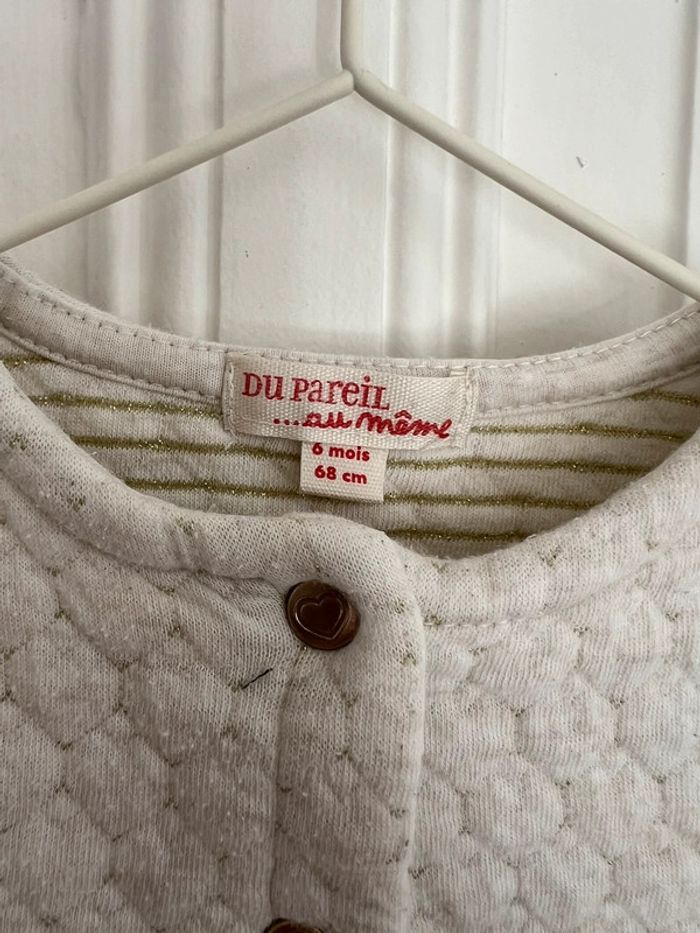 DU PAREIL
...au même
6 mois
68 cm